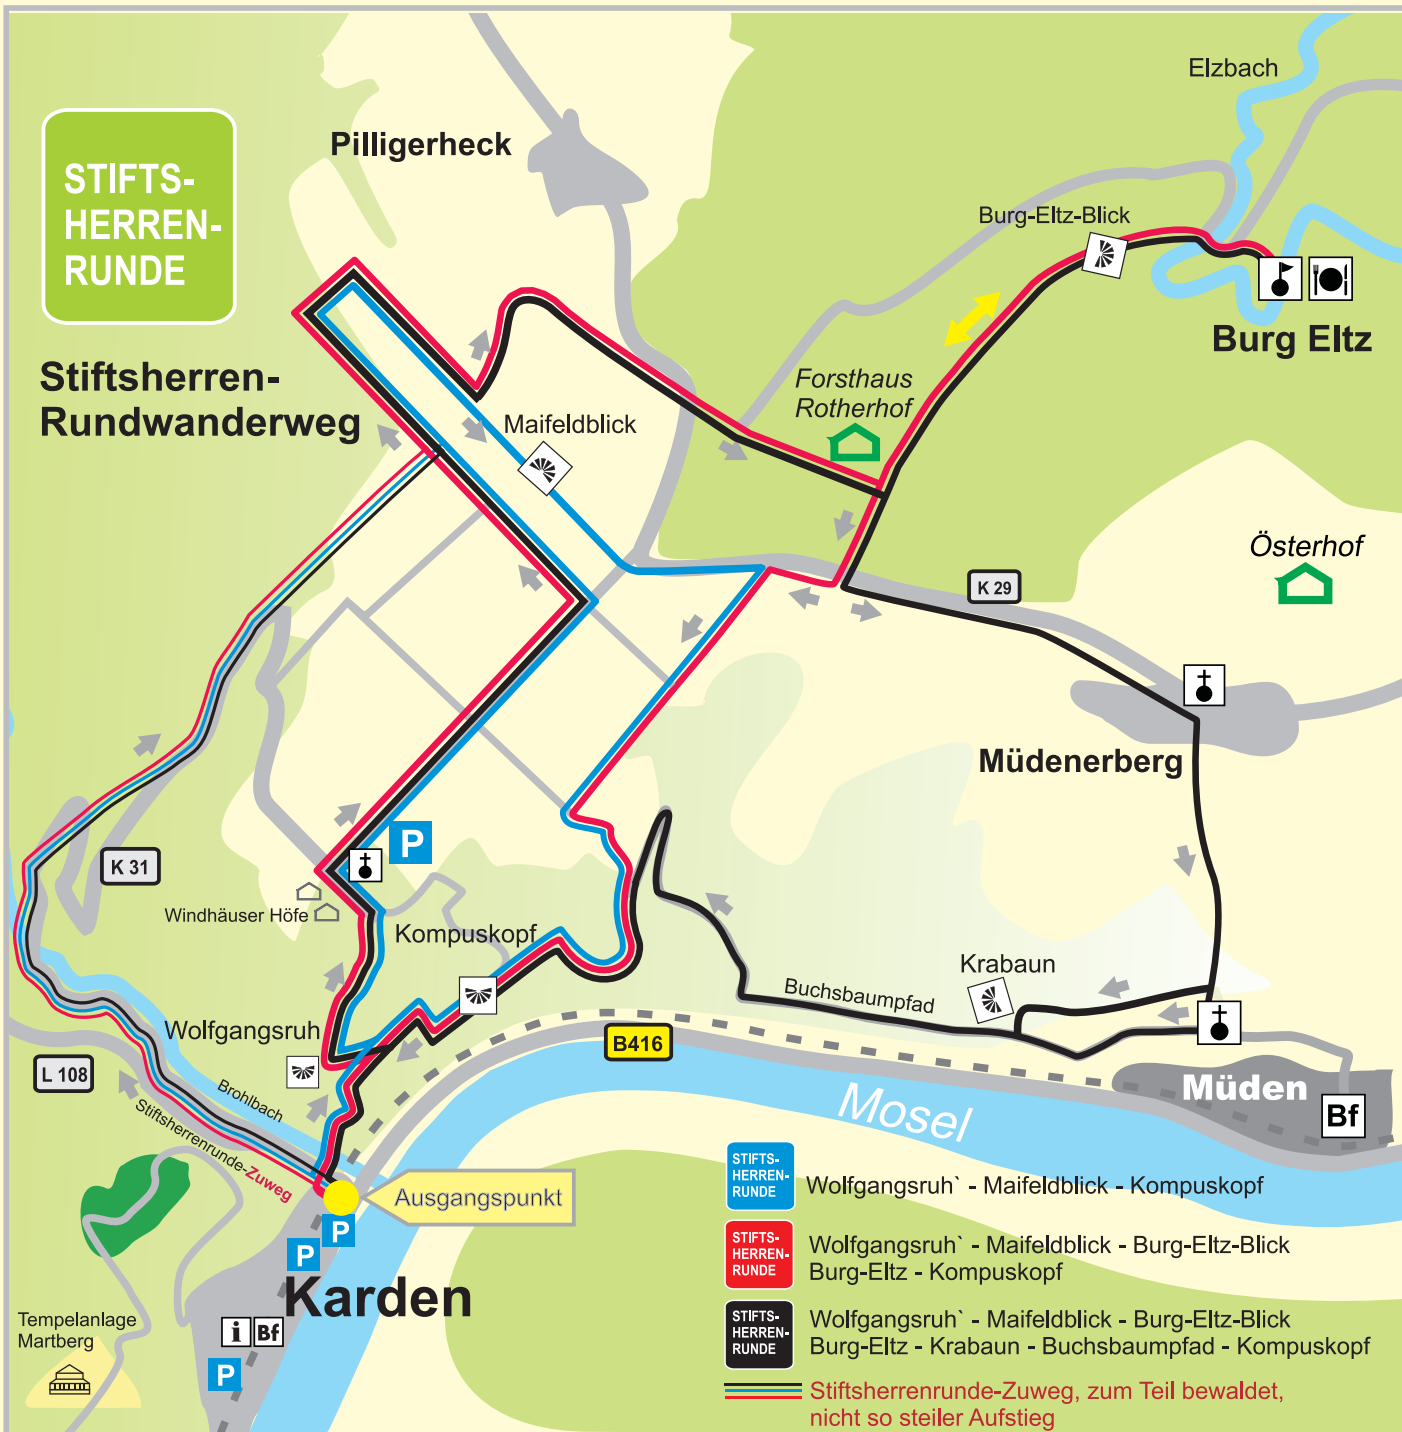 Elzbach
STIFTS-
HERREN-
RUNDE
Pilligerheck
Burg-Eltz-Blick
Burg Eltz
Stiftsherren-
Rundwanderweg
Forsthaus
Rotherhof
Maifeldblick
Österhof
K 29
Müdenerberg
P
K 31
Windhäuser Höfe
Kompuskopf
Krabaun
Buchsbaumpfad
Wolfgangsruh
B416
L 108
Brohlbach
Stiftsherrenrunde-Zuweg
Mosel
Müden
Bf
Ausgangspunkt
P
P
Karden
i
Bf
P
Tempelanlage
Martberg
STIFTS-
HERREN-
RUNDE
Wolfgangsruh` - Maifeldblick - Kompuskopf
STIFTS-
HERREN-
RUNDE
Wolfgangsruh` - Maifeldblick - Burg-Eltz-Blick
Burg-Eltz - Kompuskopf
STIFTS-
HERREN-
RUNDE
Wolfgangsruh` - Maifeldblick - Burg-Eltz-Blick
Burg-Eltz - Krabaun - Buchsbaumpfad - Kompuskopf
Stiftsherrenrunde-Zuweg, zum Teil bewaldet,
nicht so steiler Aufstieg